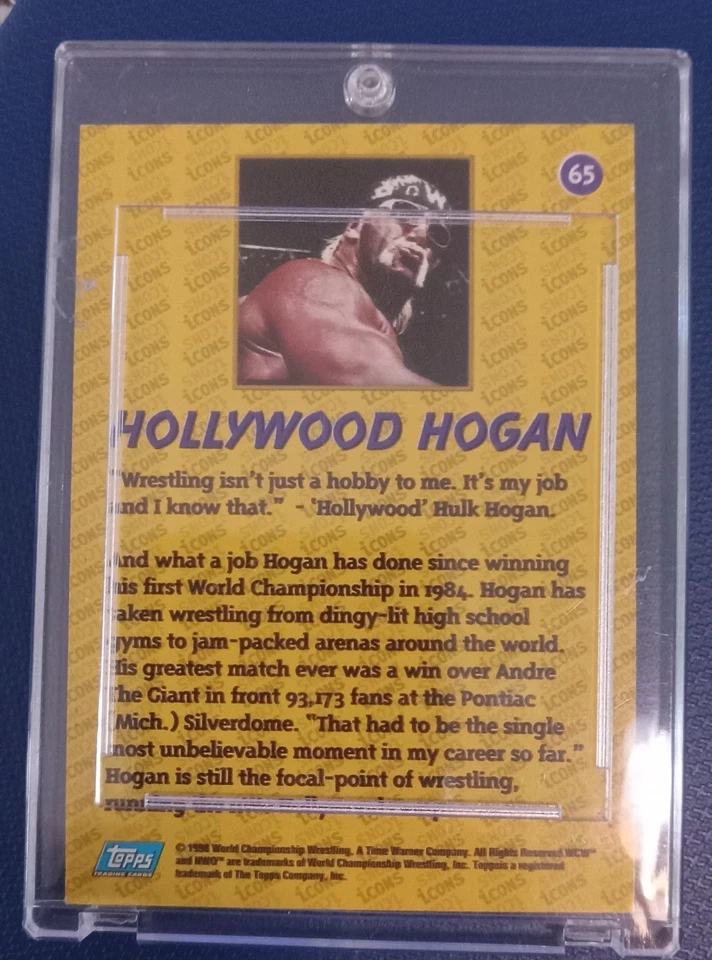 65
HOLLYWOOD HOGAN
"Wrestling isn't just a hobby to me. It's my job
and I know that." - 'Hollywood' Hulk Hogan.
And what a job Hogan has done since winning
his first World Championship in 1984. Hogan has
taken wrestling from dingy-lit high school
gyms to jam-packed arenas around the world.
His greatest match ever was a win over Andre
The Giant in front 93,173 fans at the Pontiac
(Mich.) Silverdome. "That had to be the single
most unbelievable moment in my career so far."
Hogan is still the focal-point of wrestling,
running
Topps
TRADING CARDS
© 1998 World Championship Wrestling. A Time Warner Company. All Rights Reserved. WCW™
and NWO™ are trademarks of World Championship Wrestling, Inc. Topps is a registered
trademark of The Topps Company, Inc.
icons